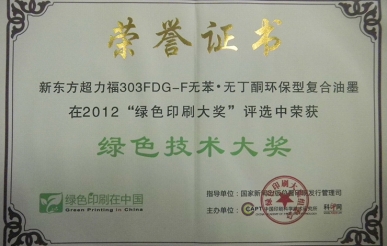 荣誉证书
新东方超力福303FDG-F无苯·无丁酮环保型复合油墨
在2012“绿色印刷大奖”评选中荣获
绿色技术大奖
绿色印刷在中国
Green Printing in China
指导单位：国家新闻出版总署印刷发行管理司
主办单位：
科印网